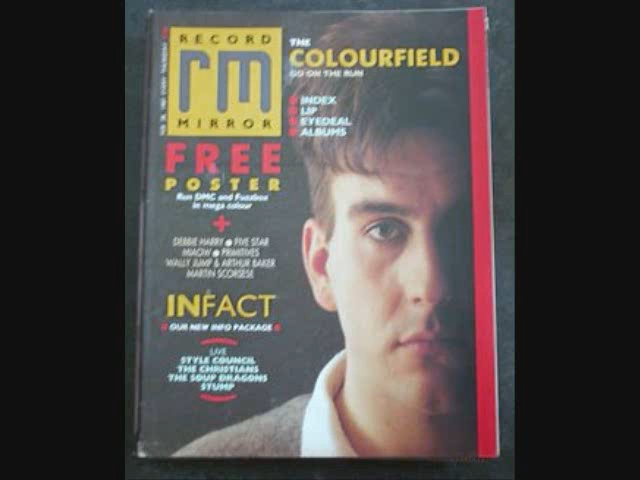 RECORD
rm
MIRROR
THE
COLOURFIELD
GO ON THE RUN
INDEX
LIP
EYEDEAL
ALBUMS
FREE
POSTER
Run DMC and Fuzzbox
in mega colour
+
DEBBIE HARRY ● FIVE STAR
MIAOW ● PRIMITIVES
WALLY JUMP & ARTHUR BAKER
MARTIN SCORSESE
INFACT
OUR NEW INFO PACKAGE
LIVE
STYLE COUNCIL
THE CHRISTIANS
THE SOUP DRAGONS
STUMP